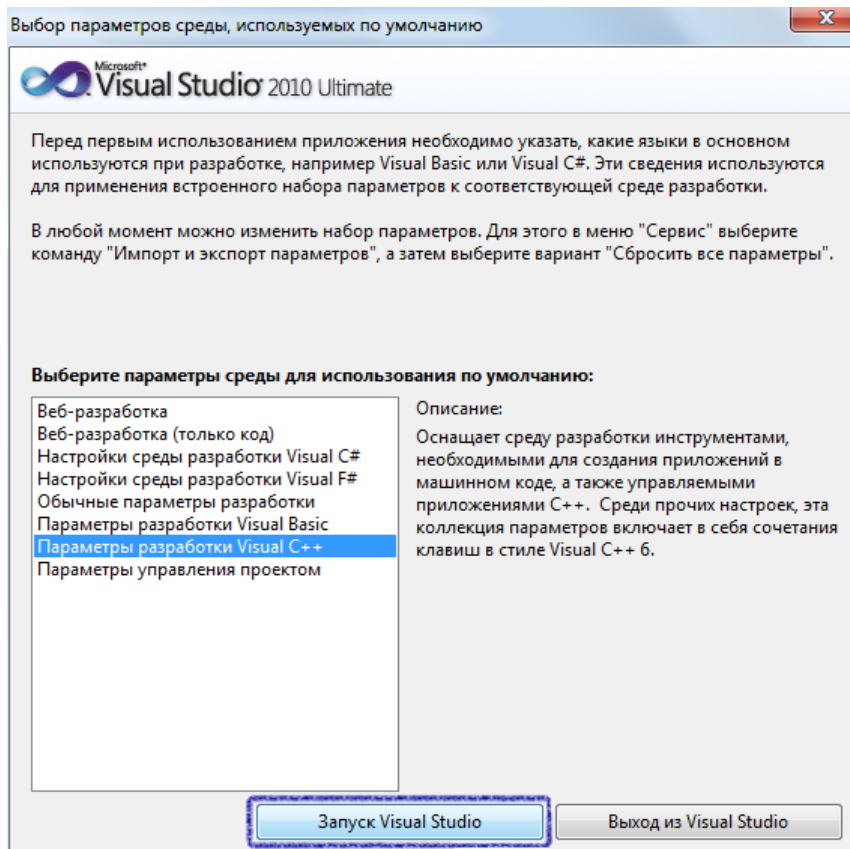 Выбор параметров среды, используемых по умолчанию
Microsoft®
Visual Studio® 2010 Ultimate
Перед первым использованием приложения необходимо указать, какие языки в основном
используются при разработке, например Visual Basic или Visual C#. Эти сведения используются
для применения встроенного набора параметров к соответствующей среде разработки.
В любой момент можно изменить набор параметров. Для этого в меню "Сервис" выберите
команду "Импорт и экспорт параметров", а затем выберите вариант "Сбросить все параметры".
Выберите параметры среды для использования по умолчанию:
Веб-разработка
Веб-разработка (только код)
Настройки среды разработки Visual C#
Настройки среды разработки Visual F#
Обычные параметры разработки
Параметры разработки Visual Basic
Параметры разработки Visual C++
Параметры управления проектом
Описание:
Оснащает среду разработки инструментами,
необходимыми для создания приложений в
машинном коде, а также управляемыми
приложениями C++. Среди прочих настроек, эта
коллекция параметров включает в себя сочетания
клавиш в стиле Visual C++ 6.
Запуск Visual Studio
Выход из Visual Studio